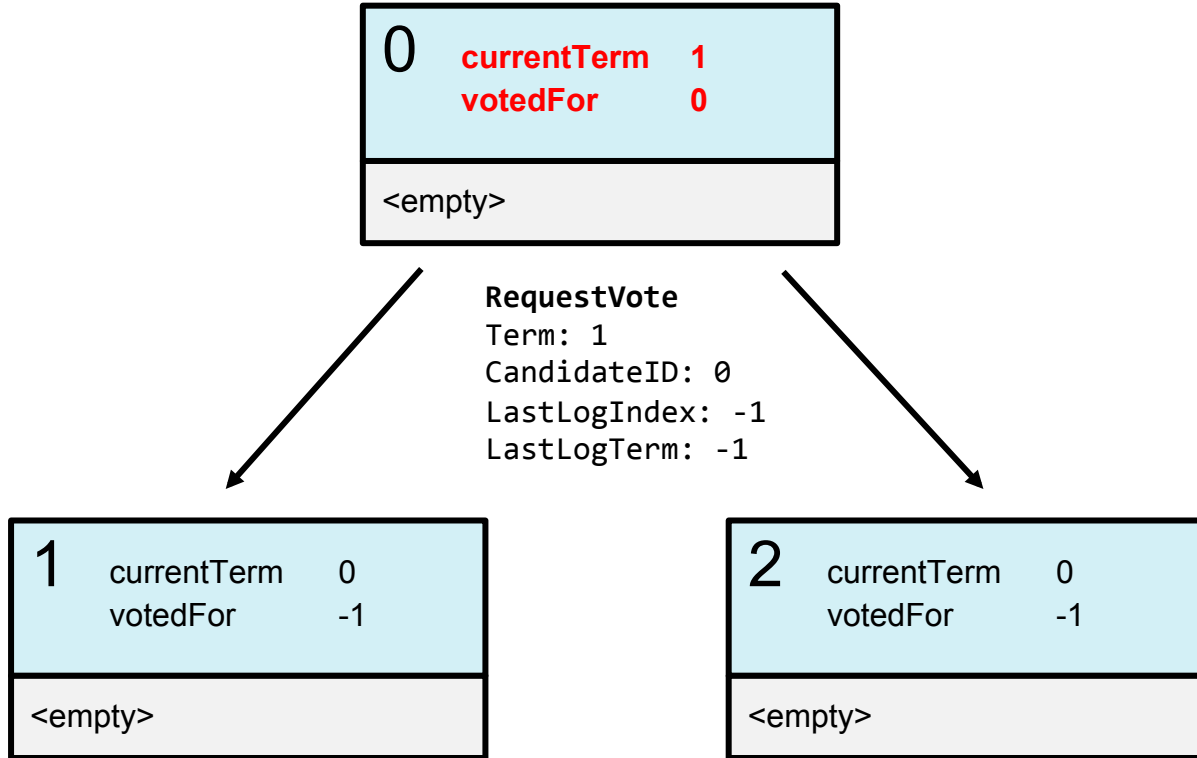 0 currentTerm 1
votedFor 0
<empty>
RequestVote
Term: 1
CandidateID: 0
LastLogIndex: -1
LastLogTerm: -1
1 currentTerm 0
votedFor -1
<empty>
2 currentTerm 0
votedFor -1
<empty>